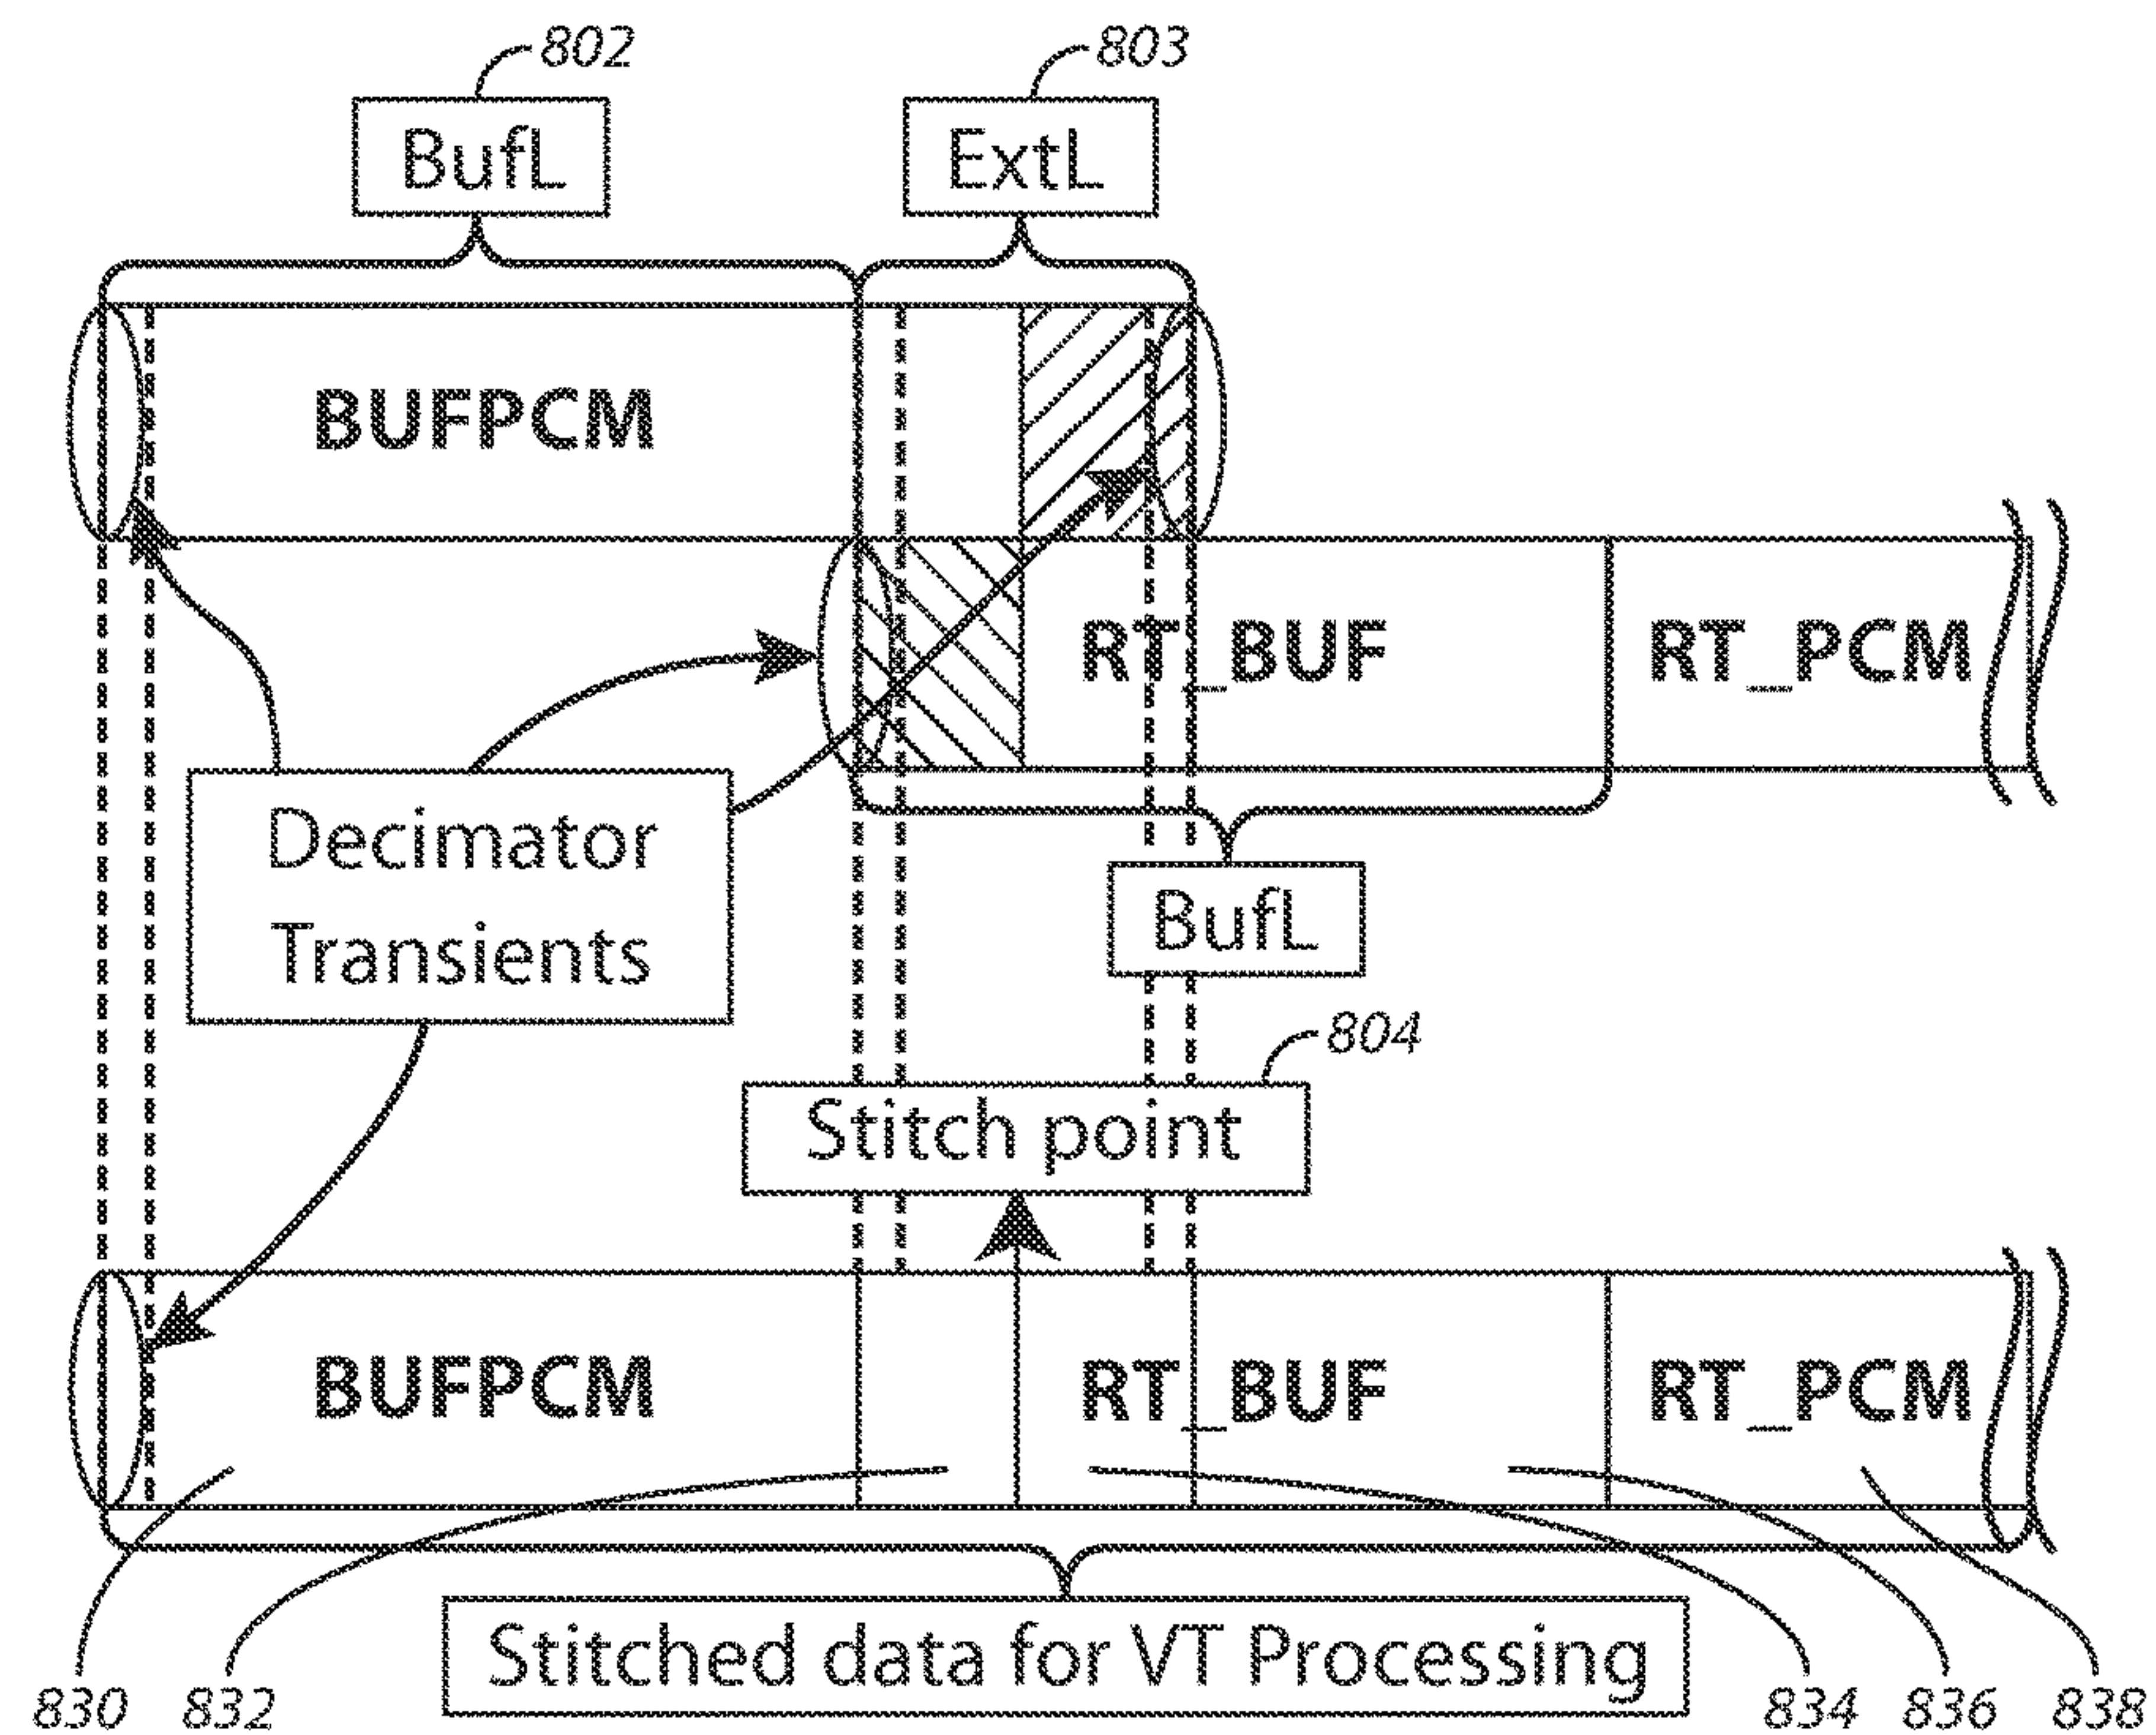 802
803
BufL
ExtL
BUFPCM
RT_BUF
RT_PCM
Decimator
Transients
BufL
804
Stitch point
BUFPCM
RT_BUF
RT_PCM
Stitched data for VT Processing
830
832
834
836
838